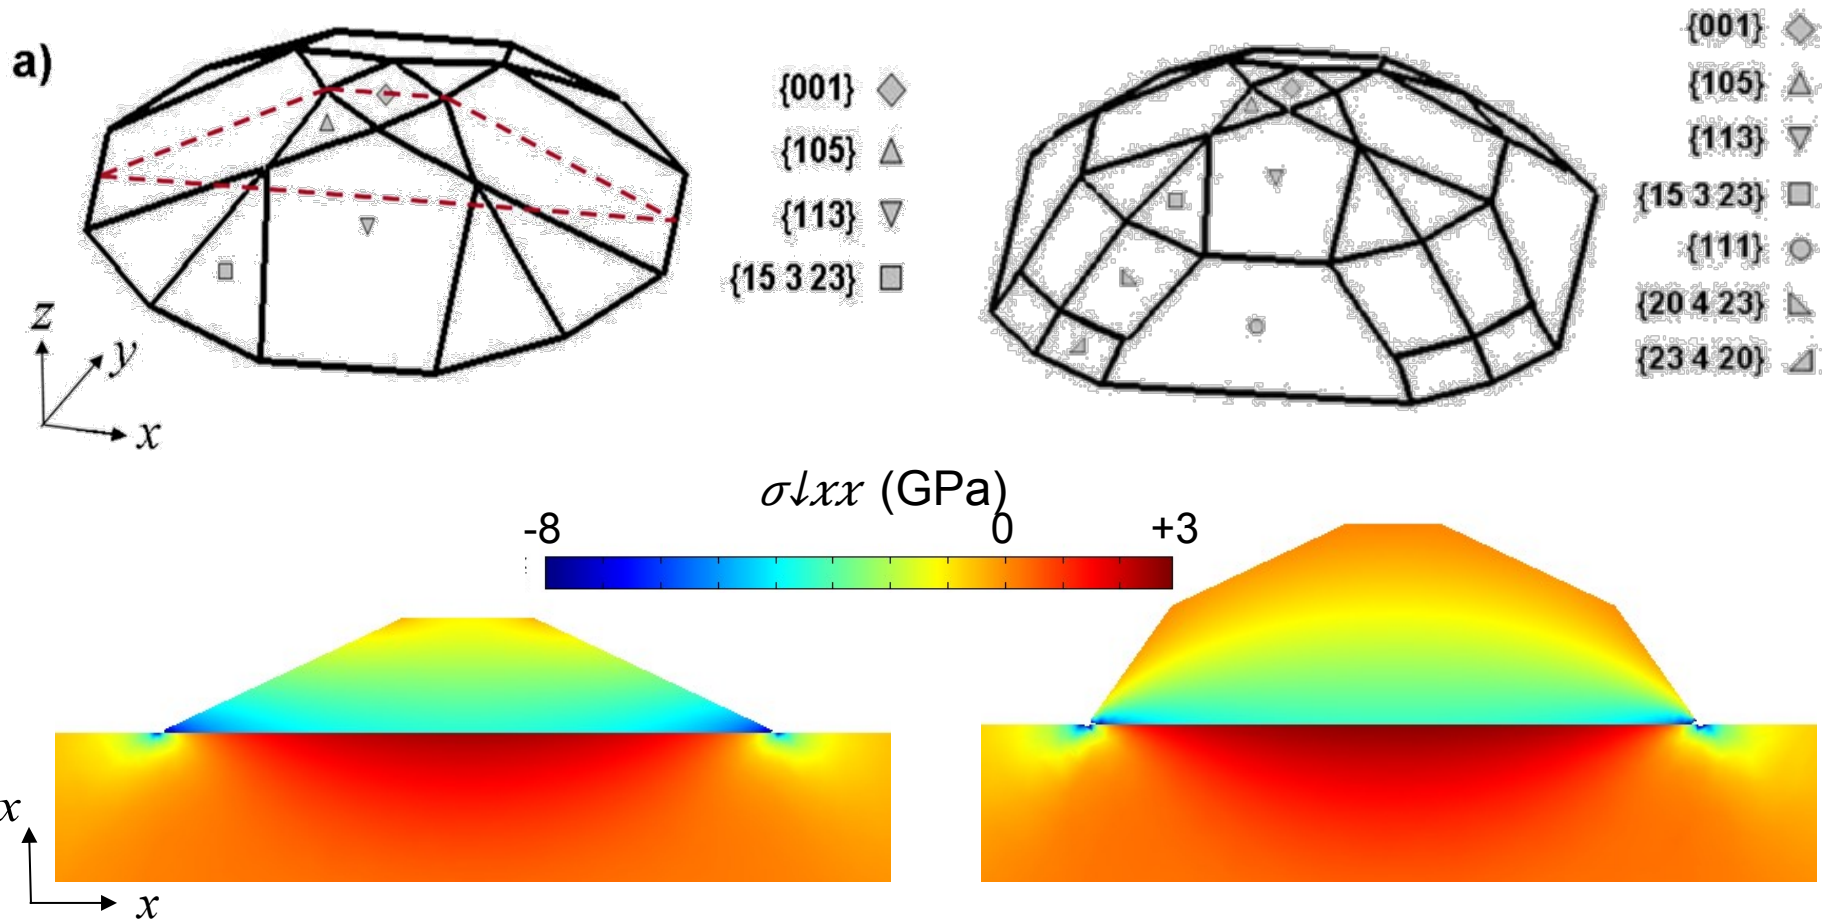 a)
{001}
{105}
{113}
{15 3 23}
z
y
x
{001}
{105}
{113}
{15 3 23}
{111}
{20 4 23}
{23 4 20}
σ↓xx (GPa)
-8 0 +3
x
x